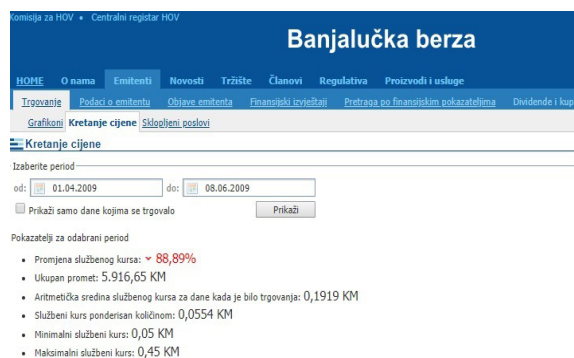 Komisija za HOV • Centralni registar HOV
Banjalučka berza
HOME O nama Emitenti Novosti Tržište Članovi Regulativa Proizvodi i usluge
Trgovanje Podaci o emitentu Objave emitenta Finansijski izvještaji Pretraga po finansijskim pokazateljima Dividende i kup
Grafikoni Kretanje cijene Sklopljeni poslovi
Kretanje cijene
Izaberite period
od: 01.04.2009 do: 08.06.2009
Prikaži samo dane kojima se trgovalo Prikaži
Pokazatelji za odabrani period
• Promjena službenog kursa: 88,89%
• Ukupan promet: 5.916,65 KM
• Aritmetička sredina službenog kursa za dane kada je bilo trgovanja: 0,1919 KM
• Službeni kurs ponderisan količinom: 0,0554 KM
• Minimalni službeni kurs: 0,05 KM
• Maksimalni službeni kurs: 0,45 KM